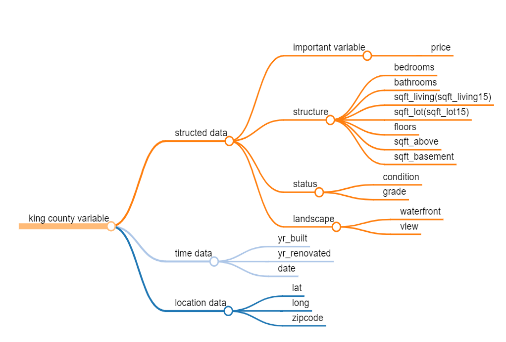 king county variable
structed data
important variable
price
structure
bedrooms
bathrooms
sqft_living(sqft_living15)
sqft_lot(sqft_lot15)
floors
sqft_above
sqft_basement
status
condition
grade
landscape
waterfront
view
time data
yr_built
yr_renovated
date
location data
lat
long
zipcode